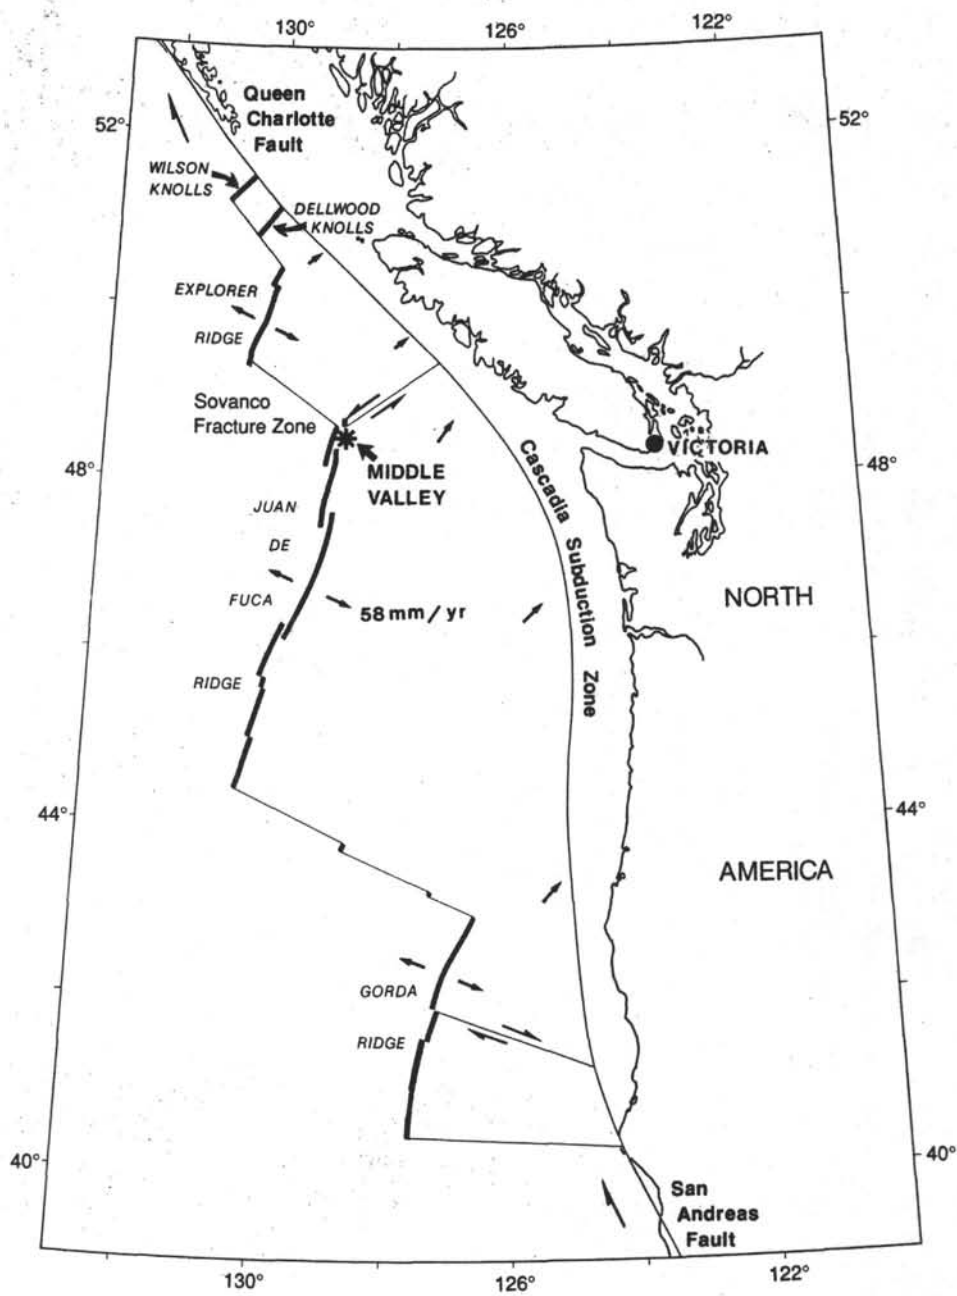 130°
126°
122°
52°
52°
Queen
Charlotte
Fault
WILSON
KNOLLS
DELLWOOD
KNOLLS
EXPLORER
RIDGE
Sovanco
Fracture Zone
MIDDLE
VALLEY
VICTORIA
48°
48°
Cascadia Subduction Zone
JUAN
DE
FUCA
RIDGE
58 mm / yr
NORTH
44°
44°
AMERICA
GORDA
RIDGE
40°
40°
San
Andreas
Fault
130°
126°
122°